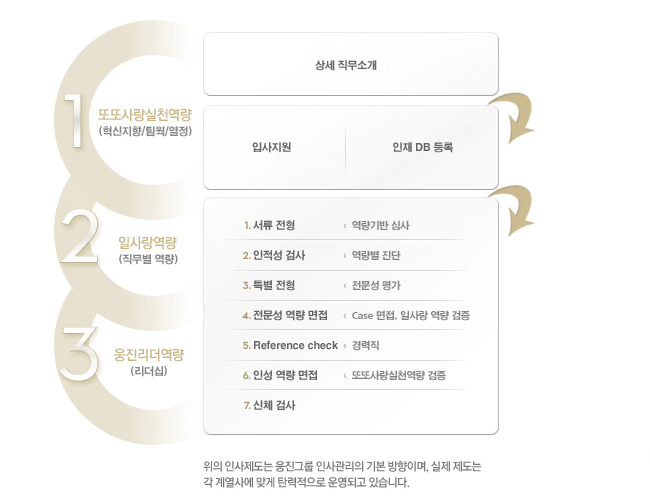 1
또또사랑실천역량
(혁신지향/팀웍/열정)
2
일사랑역량
(직무별 역량)
3
웅진리더역량
(리더십)
상세 직무소개
입사지원
인재 DB 등록
1. 서류 전형 ‹ 역량기반 심사
2. 인적성 검사 ‹ 역량별 진단
3. 특별 전형 ‹ 전문성 평가
4. 전문성 역량 면접 ‹ Case 면접, 일사랑 역량 검증
5. Reference check ‹ 경력직
6. 인성 역량 면접 ‹ 또또사랑실천역량 검증
7. 신체 검사
위의 인사제도는 웅진그룹 인사관리의 기본 방향이며, 실제 제도는
각 계열사에 맞게 탄력적으로 운영되고 있습니다.